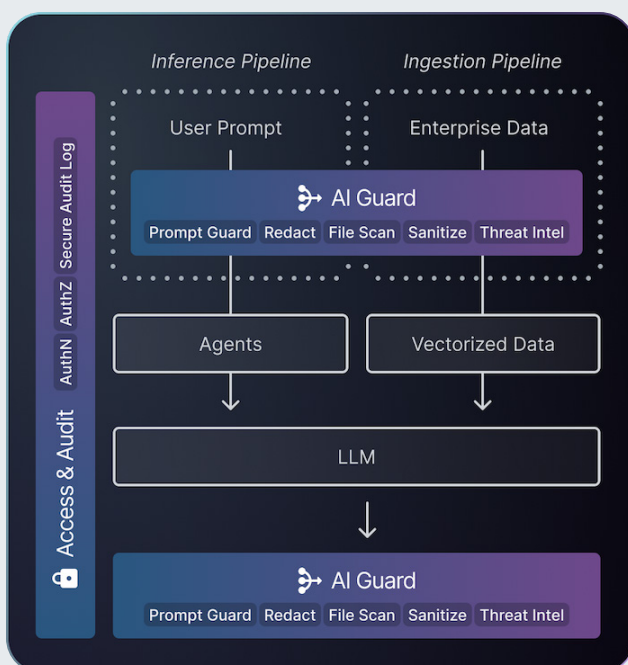 Inference Pipeline
Ingestion Pipeline
User Prompt
Enterprise Data
AI Guard
Prompt Guard Redact File Scan Sanitize Threat Intel
Agents
Vectorized Data
LLM
AI Guard
Prompt Guard Redact File Scan Sanitize Threat Intel
Access & Audit AuthN AuthZ Secure Audit Log